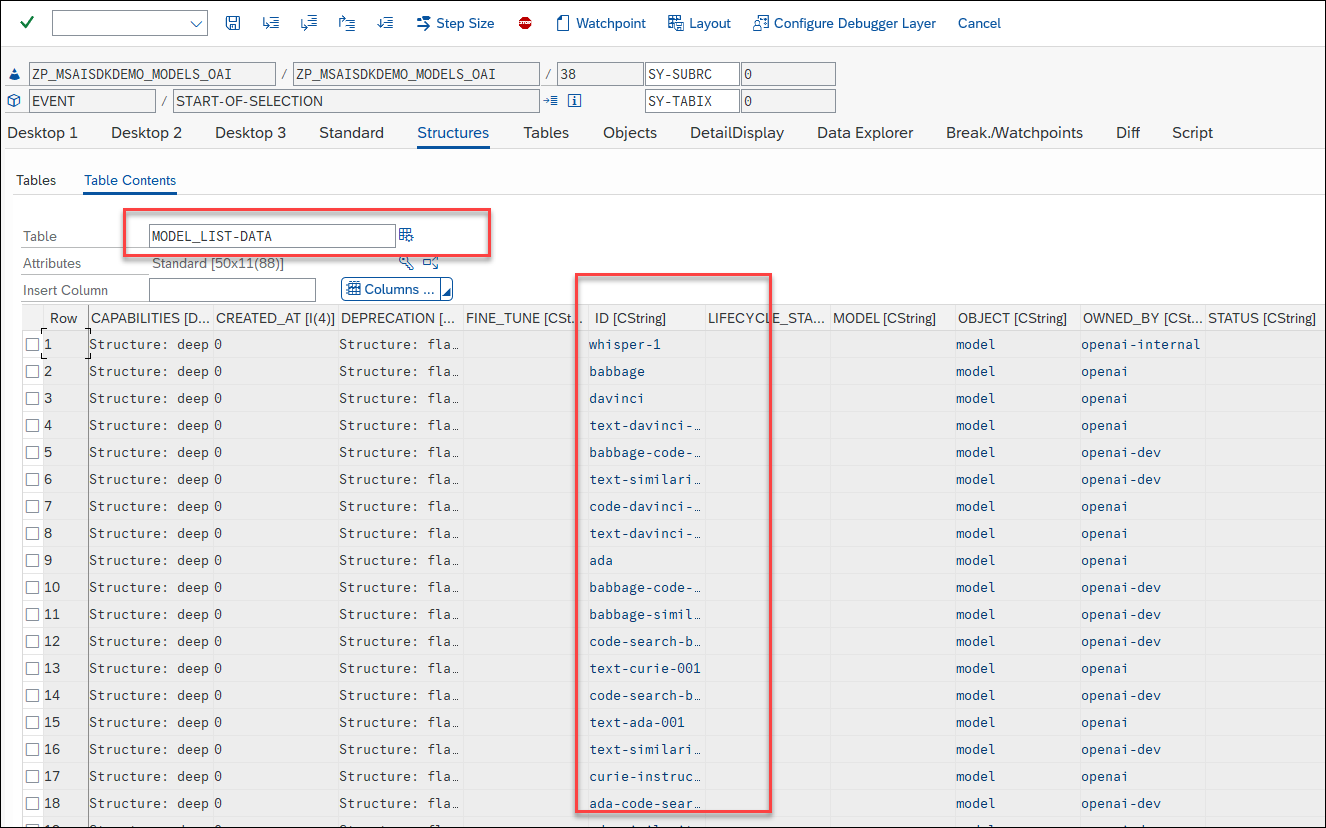 Step Size STOP Watchpoint Layout Configure Debugger Layer Cancel
ZP_MSAISDKDEMO_MODELS_OAI / ZP_MSAISDKDEMO_MODELS_OAI / 38 SY-SUBRC 0
EVENT / START-OF-SELECTION SY-TABIX 0
Desktop 1 Desktop 2 Desktop 3 Standard Structures Tables Objects DetailDisplay Data Explorer Break./Watchpoints Diff Script
Tables Table Contents
Table MODEL_LIST-DATA
Attributes Standard [50x11(88)]
Insert Column Columns ...
Row CAPABILITIES [D... CREATED_AT [I(4)] DEPRECATION [... FINE_TUNE [CSt... ID [CString] LIFECYCLE_STA... MODEL [CString] OBJECT [CString] OWNED_BY [CSt... STATUS [CString]
1 Structure: deep 0 Structure: fla… whisper-1 model openai-internal
2 Structure: deep 0 Structure: fla… babbage model openai
3 Structure: deep 0 Structure: fla… davinci model openai
4 Structure: deep 0 Structure: fla… text-davinci-… model openai
5 Structure: deep 0 Structure: fla… babbage-code-… model openai-dev
6 Structure: deep 0 Structure: fla… text-similari… model openai-dev
7 Structure: deep 0 Structure: fla… code-davinci-… model openai
8 Structure: deep 0 Structure: fla… text-davinci-… model openai
9 Structure: deep 0 Structure: fla… ada model openai
10 Structure: deep 0 Structure: fla… babbage-code-… model openai-dev
11 Structure: deep 0 Structure: fla… babbage-simil… model openai-dev
12 Structure: deep 0 Structure: fla… code-search-b… model openai-dev
13 Structure: deep 0 Structure: fla… text-curie-001 model openai
14 Structure: deep 0 Structure: fla… code-search-b… model openai-dev
15 Structure: deep 0 Structure: fla… text-ada-001 model openai
16 Structure: deep 0 Structure: fla… text-similari… model openai-dev
17 Structure: deep 0 Structure: fla… curie-instruc… model openai
18 Structure: deep 0 Structure: fla… ada-code-sear… model openai-dev